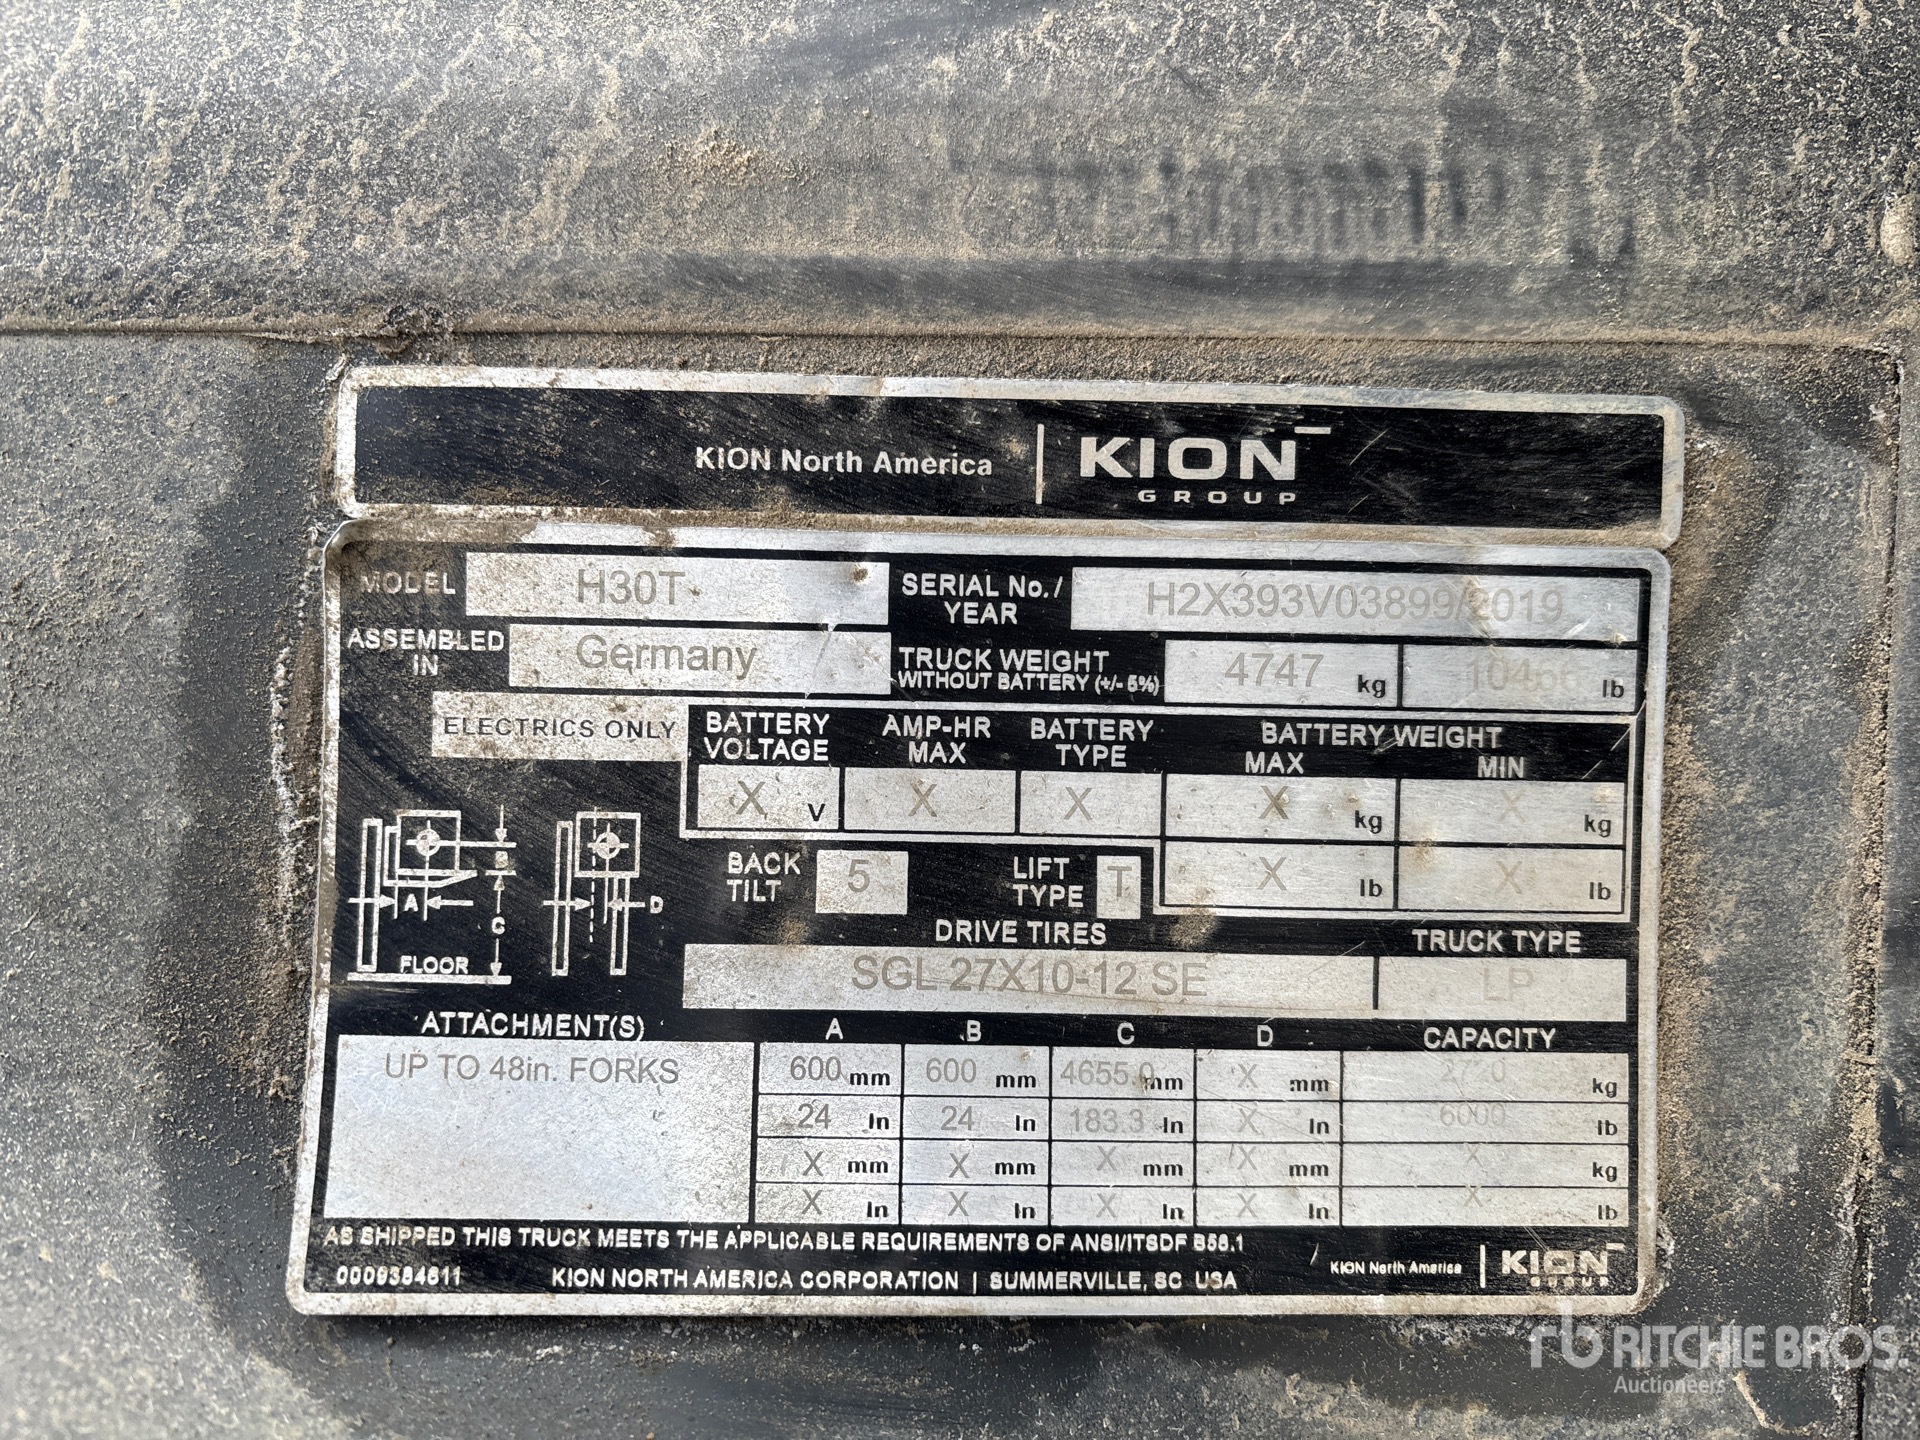 KION North America | KION
GROUP
MODEL H30T SERIAL No./ YEAR H2X393V03899/2019
ASSEMBLED IN Germany TRUCK WEIGHT WITHOUT BATTERY (+/- 5%) 4747 kg 10466 lb
ELECTRICS ONLY BATTERY VOLTAGE AMP-HR MAX BATTERY TYPE BATTERY WEIGHT
MAX MIN
X V X X X kg X kg
X lb X lb
BACK TILT 5 LIFT TYPE T
A B C D
FLOOR
DRIVE TIRES TRUCK TYPE
SGL 27X10-12 SE LP
ATTACHMENT(S) A B C D CAPACITY
UP TO 48in. FORKS 600 mm 600 mm 4655.0 mm X mm kg
24 In 24 In 183.3 In X In 6000 lb
X mm X mm X mm X mm X kg
X In X In X In X In X lb
AS SHIPPED THIS TRUCK MEETS THE APPLICABLE REQUIREMENTS OF ANSI/ITSDF B56.1
0009384611 KION NORTH AMERICA CORPORATION | SUMMERVILLE, SC USA
KION North America | KION
GROUP
rb RITCHIE BROS.
Auctioneers